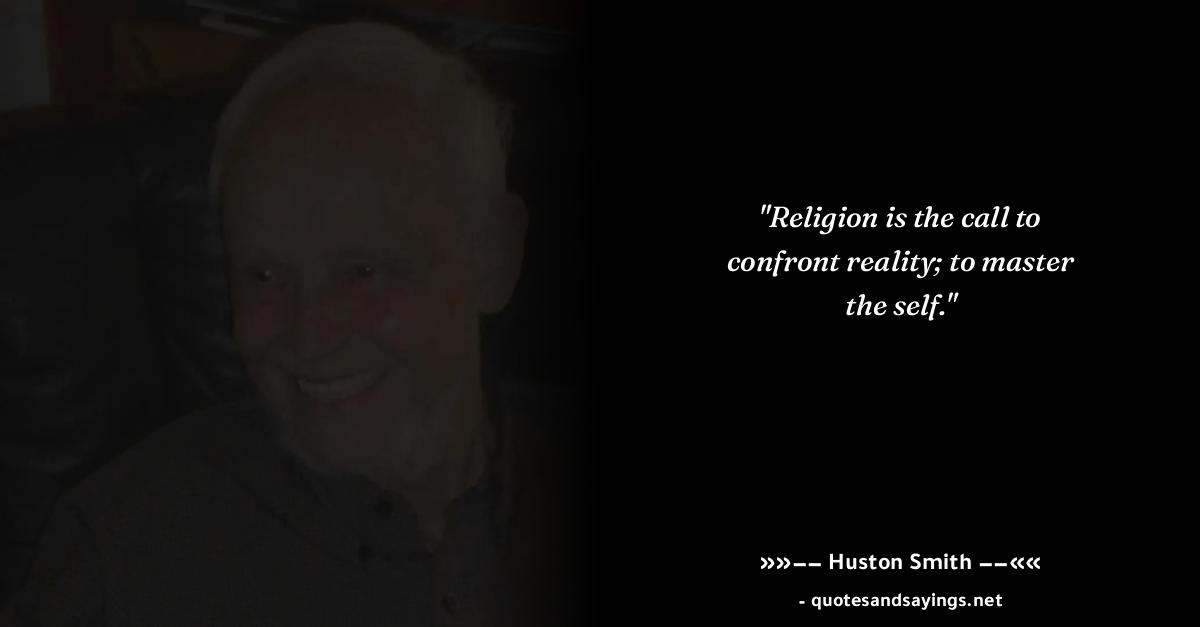 "Religion is the call to
confront reality; to master
the self."
»»–– Huston Smith ––««
- quotesandsayings.net